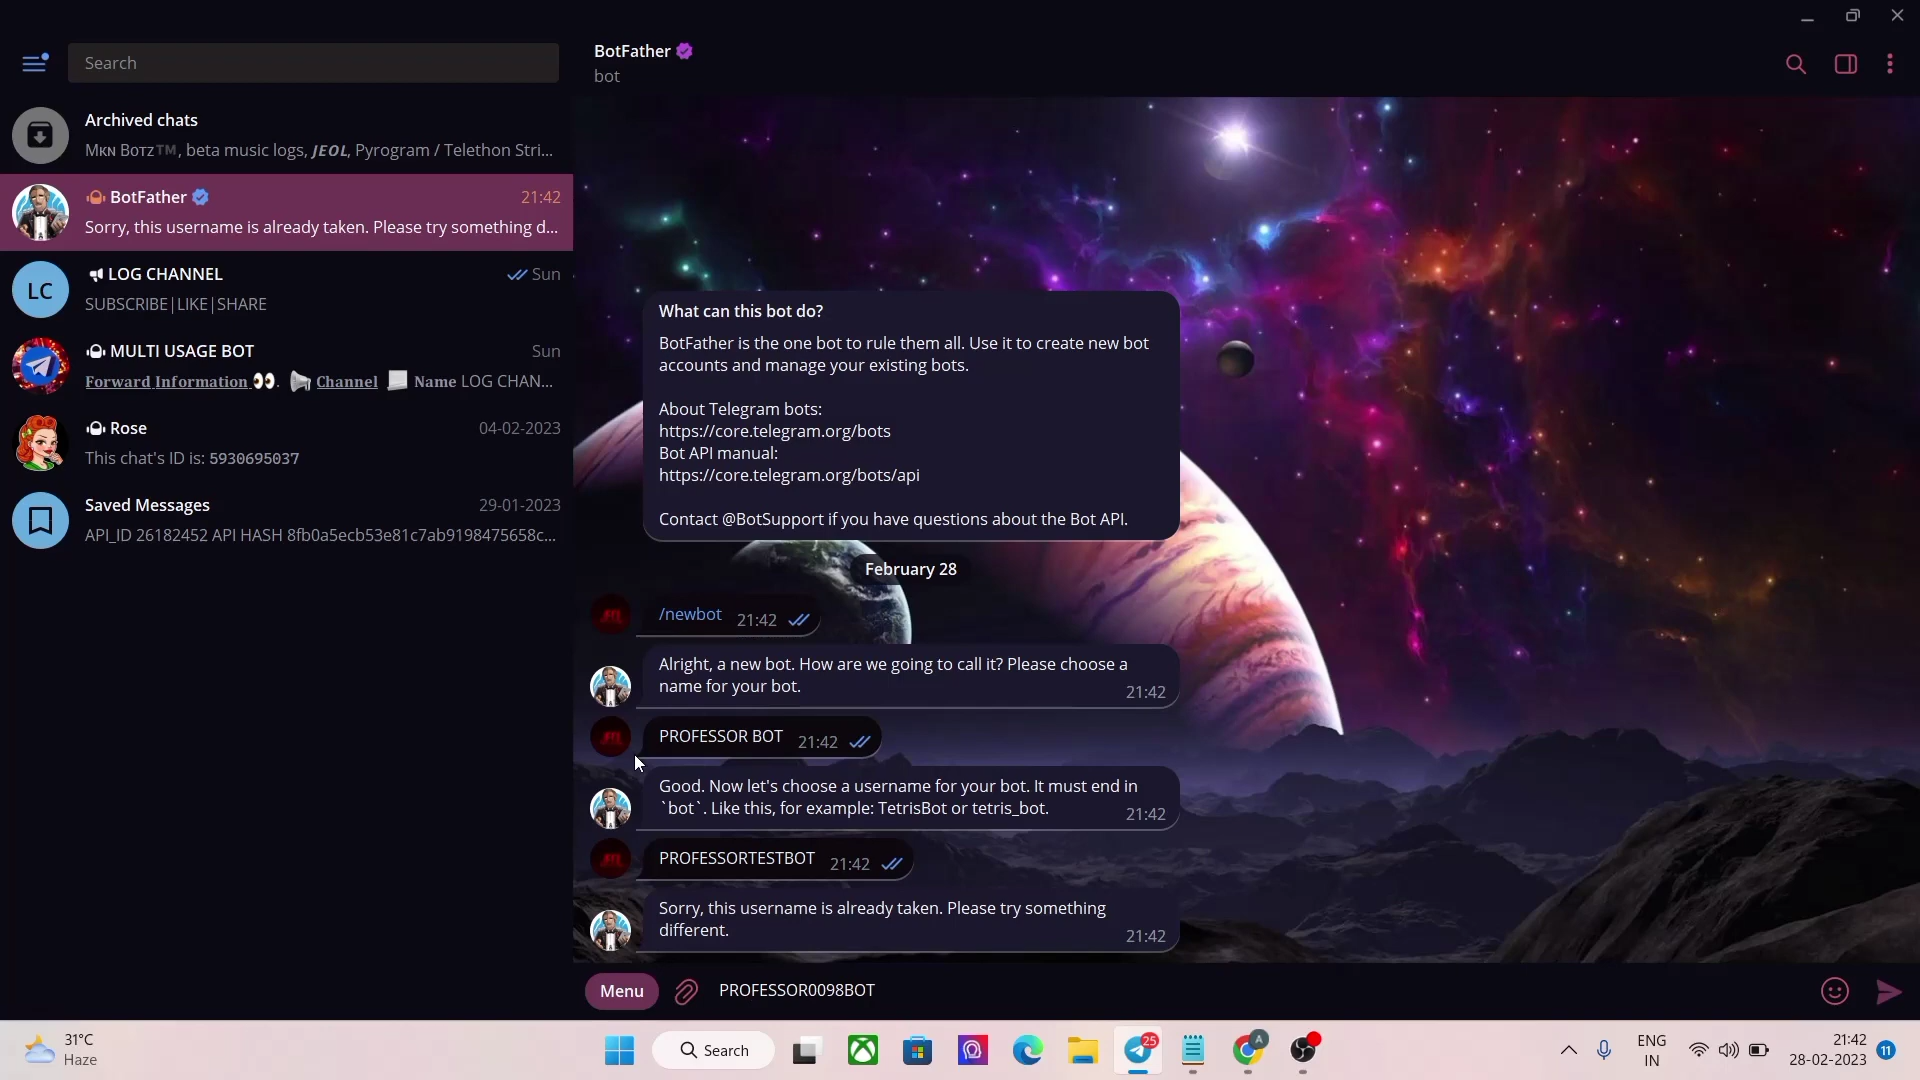 Search
BotFather
bot
Archived chats
Mᴋɴ Bᴏᴛᴢ™️, beta music logs, JEOL, Pyrogram / Telethon Stri...
BotFather 21:42
Sorry, this username is already taken. Please try something d...
LC
LOG CHANNEL Sun
SUBSCRIBE|LIKE|SHARE
MULTI USAGE BOT Sun
Forward Information 👀. 📢 Channel 📃 Name LOG CHAN...
Rose 04-02-2023
This chat's ID is: 5930695037
Saved Messages 29-01-2023
API_ID 26182452 API HASH 8fb0a5ecb53e81c7ab9198475658c...
What can this bot do?
BotFather is the one bot to rule them all. Use it to create new bot
accounts and manage your existing bots.
About Telegram bots:
https://core.telegram.org/bots
Bot API manual:
https://core.telegram.org/bots/api
Contact @BotSupport if you have questions about the Bot API.
February 28
/newbot 21:42
Alright, a new bot. How are we going to call it? Please choose a
name for your bot. 21:42
PROFESSOR BOT 21:42
Good. Now let's choose a username for your bot. It must end in
`bot`. Like this, for example: TetrisBot or tetris_bot. 21:42
PROFESSORTESTBOT 21:42
Sorry, this username is already taken. Please try something
different. 21:42
Menu PROFESSOR0098BOT
31°C
Haze
Search
25
A
ENG
IN
21:42
28-02-2023
11